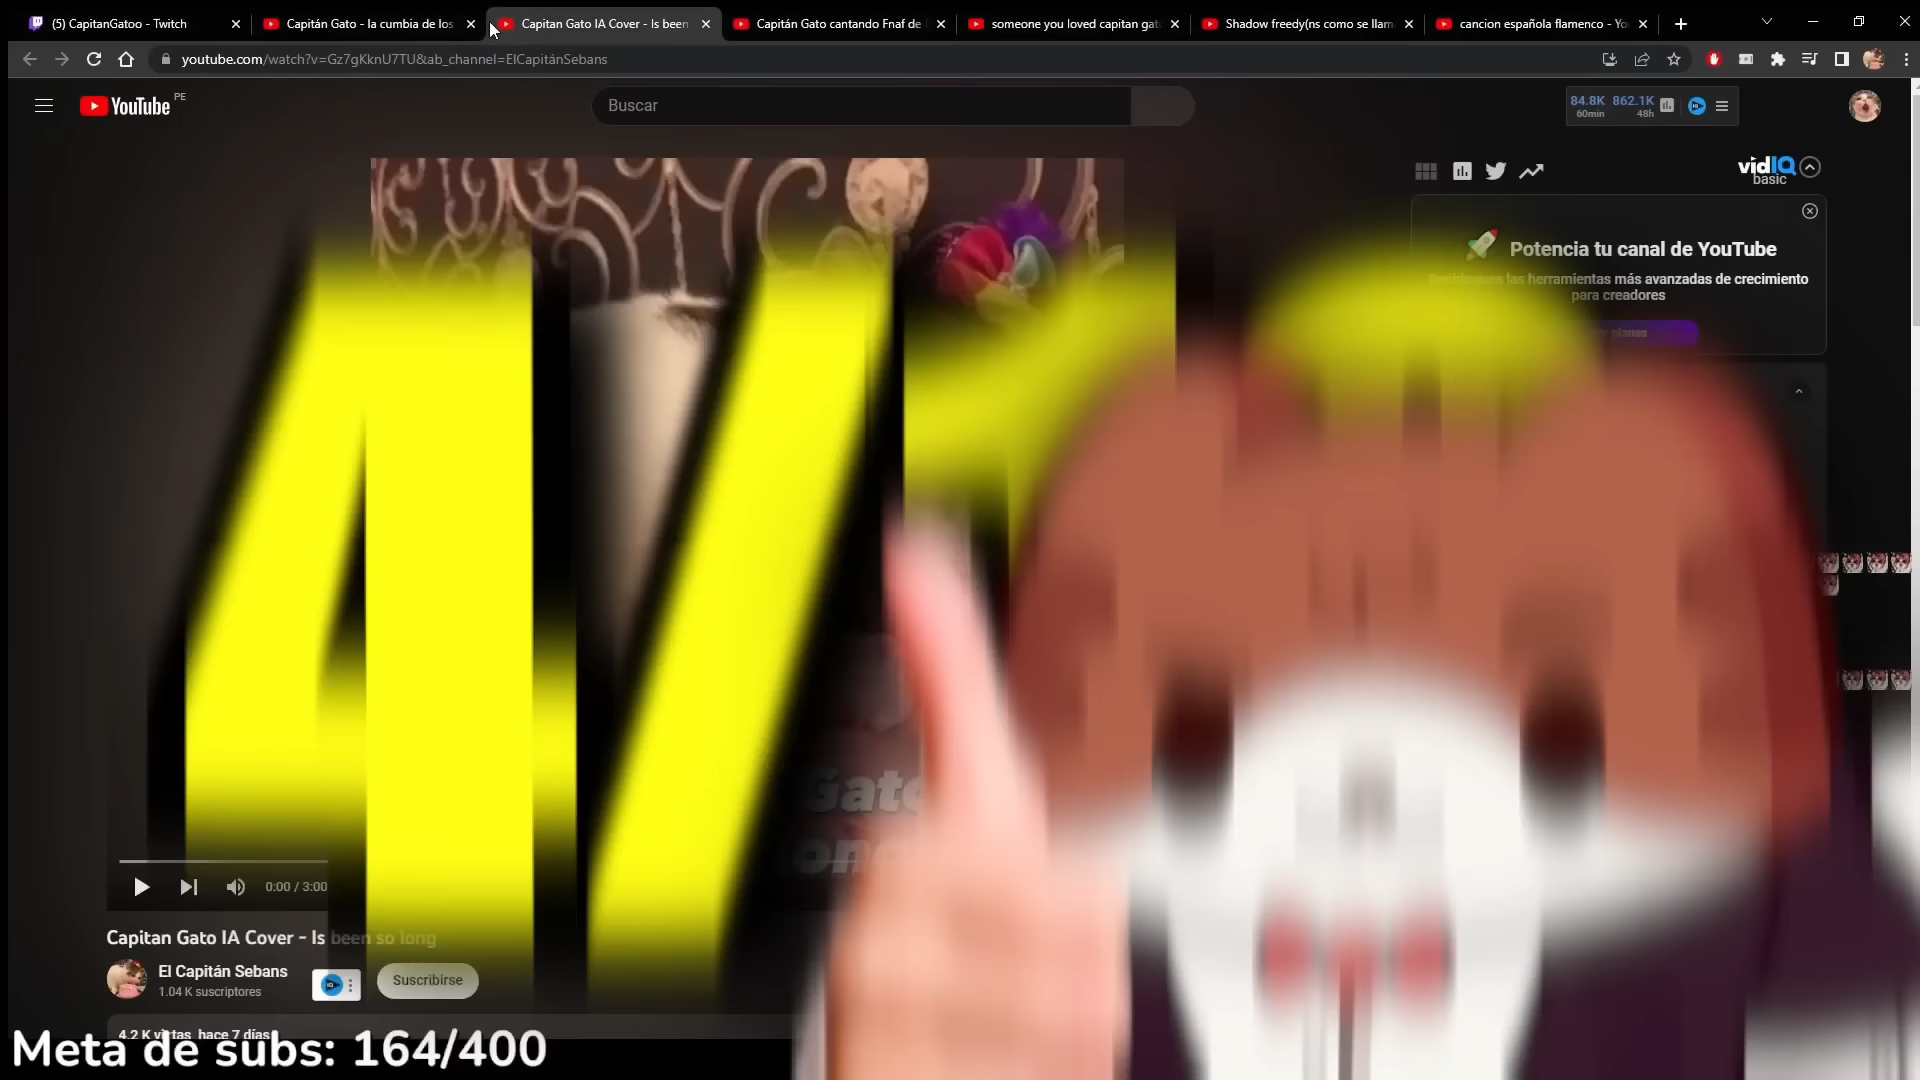 (5) CapitanGatoo - Twitch
Capitán Gato - la cumbia de los
Capitan Gato IA Cover - Is been
Capitán Gato cantando Fnaf de
someone you loved capitan gat
Shadow freedy(ns como se llam
cancion española flamenco - Yo
youtube.com/watch?v=Gz7gKknU7TU&ab_channel=ElCapitánSebans
YouTube PE
Buscar
84.8K 862.1K
60min 48h
vidIQ
basic
Potencia tu canal de YouTube
las herramientas más avanzadas de crecimiento
para creadores
planes
4/
Gato
0:00 / 3:00
Capitan Gato IA Cover - Is been so long
El Capitán Sebans
1.04 K suscriptores
Suscribirse
4.2 K vistas hace 7 días
Meta de subs: 164/400